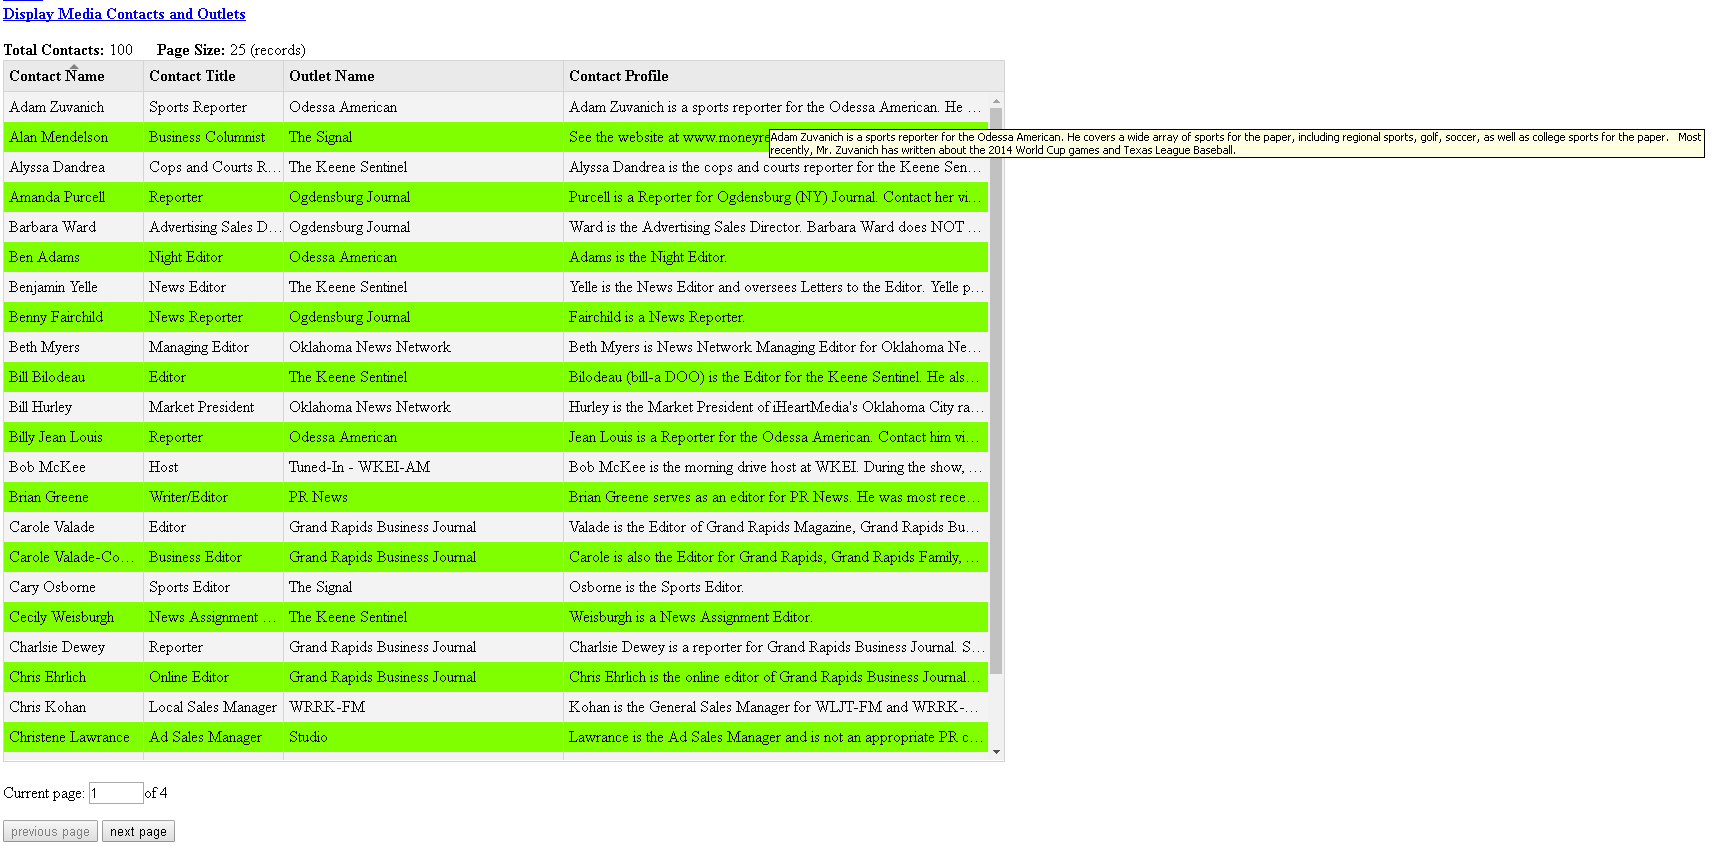 Display Media Contacts and Outlets
Total Contacts: 100 Page Size: 25 (records)
Contact Name Contact Title Outlet Name Contact Profile
Adam Zuvanich Sports Reporter Odessa American Adam Zuvanich is a sports reporter for the Odessa American. He …
Alan Mendelson Business Columnist The Signal See the website at www.moneyre
Adam Zuvanich is a sports reporter for the Odessa American. He covers a wide array of sports for the paper, including regional sports, golf, soccer, as well as college sports for the paper. Most
recently, Mr. Zuvanich has written about the 2014 World Cup games and Texas League Baseball.
Alyssa Dandrea Cops and Courts R… The Keene Sentinel Alyssa Dandrea is the cops and courts reporter for the Keene Sen…
Amanda Purcell Reporter Ogdensburg Journal Purcell is a Reporter for Ogdensburg (NY) Journal. Contact her vi…
Barbara Ward Advertising Sales D… Ogdensburg Journal Ward is the Advertising Sales Director. Barbara Ward does NOT …
Ben Adams Night Editor Odessa American Adams is the Night Editor.
Benjamin Yelle News Editor The Keene Sentinel Yelle is the News Editor and oversees Letters to the Editor. Yelle p…
Benny Fairchild News Reporter Ogdensburg Journal Fairchild is a News Reporter.
Beth Myers Managing Editor Oklahoma News Network Beth Myers is News Network Managing Editor for Oklahoma Ne…
Bill Bilodeau Editor The Keene Sentinel Bilodeau (bill-a DOO) is the Editor for the Keene Sentinel. He als…
Bill Hurley Market President Oklahoma News Network Hurley is the Market President of iHeartMedia's Oklahoma City ra…
Billy Jean Louis Reporter Odessa American Jean Louis is a Reporter for the Odessa American. Contact him vi…
Bob McKee Host Tuned-In - WKEI-AM Bob McKee is the morning drive host at WKEI. During the show, …
Brian Greene Writer/Editor PR News Brian Greene serves as an editor for PR News. He was most rece…
Carole Valade Editor Grand Rapids Business Journal Valade is the Editor of Grand Rapids Magazine, Grand Rapids Bu…
Carole Valade-Co… Business Editor Grand Rapids Business Journal Carole is also the Editor for Grand Rapids, Grand Rapids Family, …
Cary Osborne Sports Editor The Signal Osborne is the Sports Editor.
Cecily Weisburgh News Assignment … The Keene Sentinel Weisburgh is a News Assignment Editor.
Charlsie Dewey Reporter Grand Rapids Business Journal Charlsie Dewey is a reporter for Grand Rapids Business Journal. S…
Chris Ehrlich Online Editor Grand Rapids Business Journal Chris Ehrlich is the online editor of Grand Rapids Business Journal…
Chris Kohan Local Sales Manager WRRK-FM Kohan is the General Sales Manager for WLJT-FM and WRRK-…
Christene Lawrance Ad Sales Manager Studio Lawrance is the Ad Sales Manager and is not an appropriate PR c…
Current page: 1 of 4
previous page next page